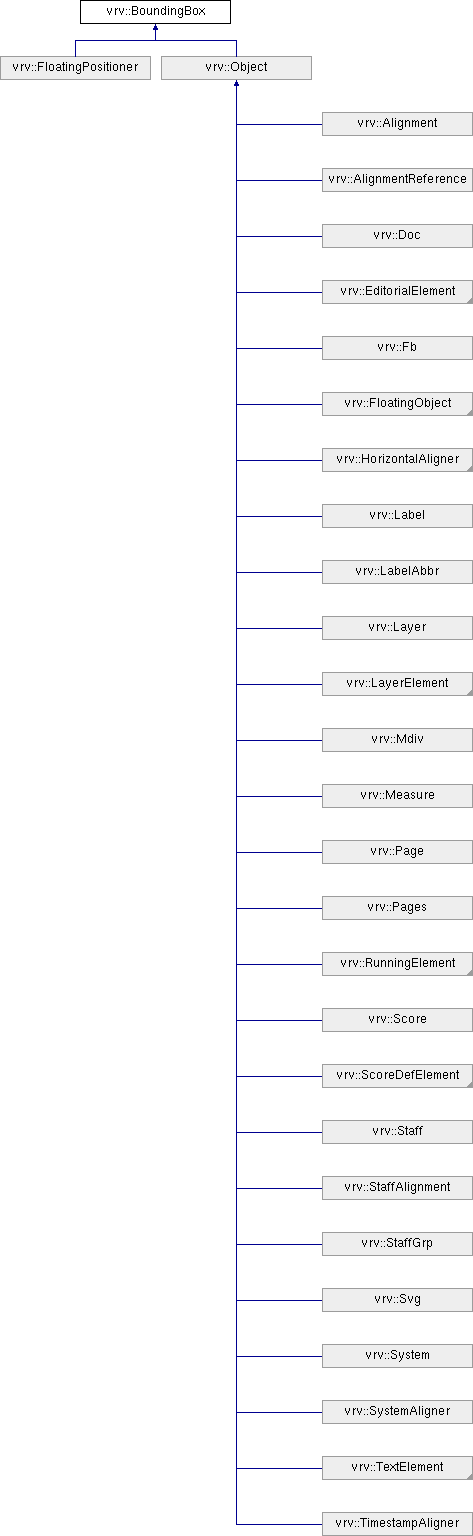 vrv::BoundingBox
vrv::FloatingPositioner
vrv::Object
vrv::Alignment
vrv::AlignmentReference
vrv::Doc
vrv::EditorialElement
vrv::Fb
vrv::FloatingObject
vrv::HorizontalAligner
vrv::Label
vrv::LabelAbbr
vrv::Layer
vrv::LayerElement
vrv::Mdiv
vrv::Measure
vrv::Page
vrv::Pages
vrv::RunningElement
vrv::Score
vrv::ScoreDefElement
vrv::Staff
vrv::StaffAlignment
vrv::StaffGrp
vrv::Svg
vrv::System
vrv::SystemAligner
vrv::TextElement
vrv::TimestampAligner